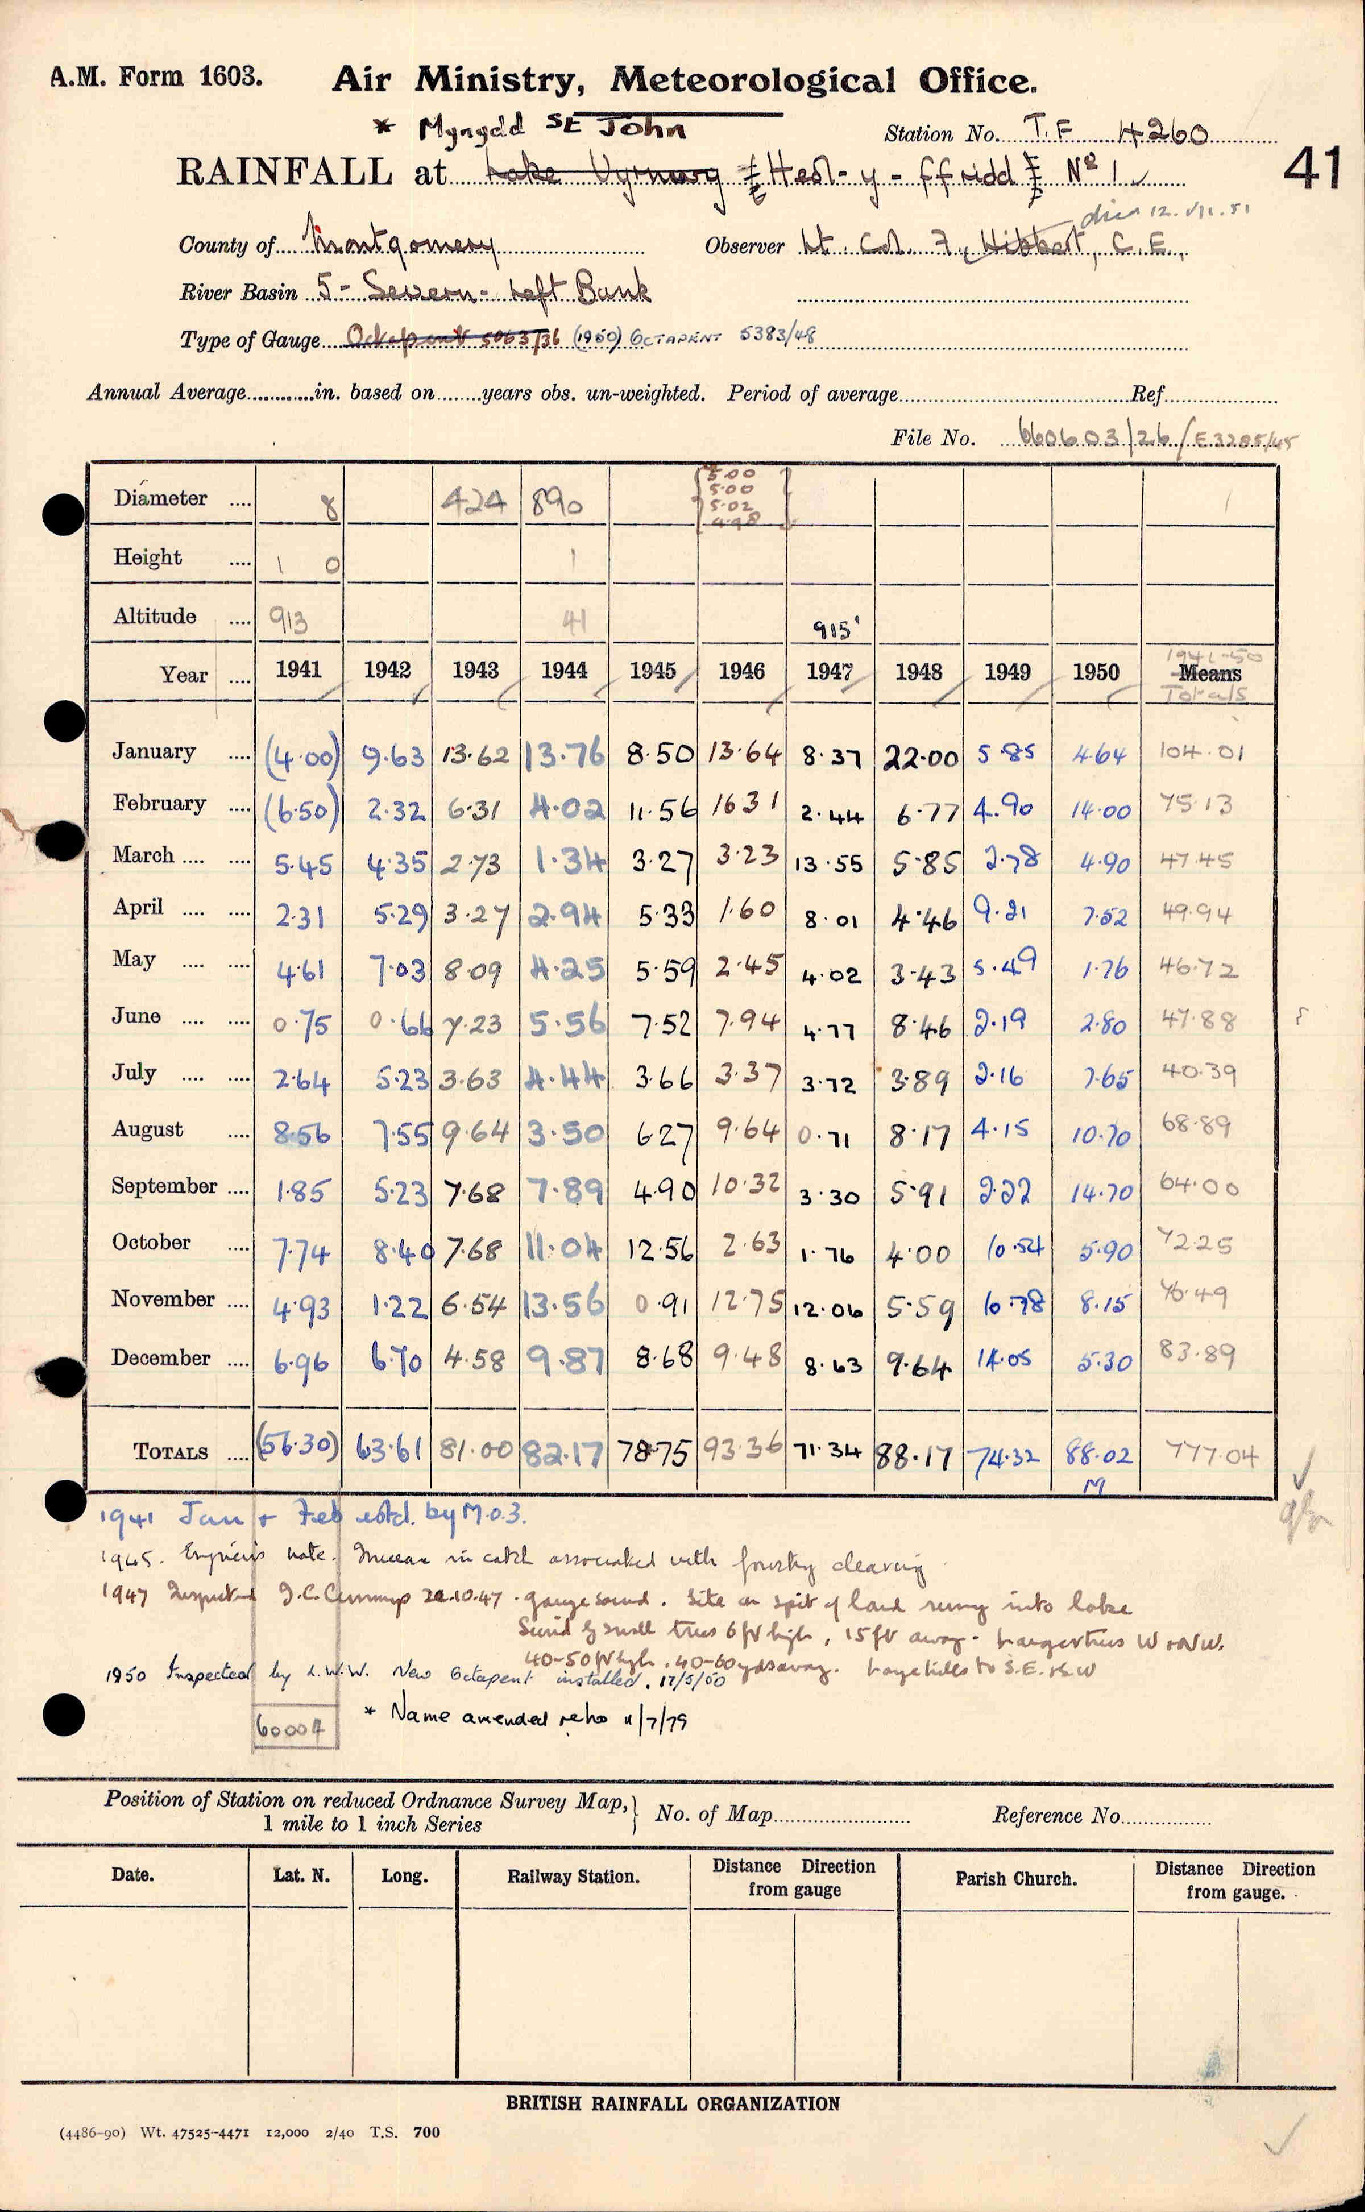 A.M. Form 1603. Air Ministry, Meteorological Office.
* Mynydd St John
Station No. T.F 4260
41
RAINFALL at Lake Vyrnwy Heol-y-ffridd No 1
12.VII.51
County of Montgomery Observer Lt. Col. F. Hibbert, C.E.,
River Basin 5 - Severn - Left Bank
Type of Gauge Octapent 5063/36 (1950) OCTAPENT 5383/48
Annual Average in. based on years obs. un-weighted. Period of average Ref.
File No. 660603/26/E3285/45
Diameter 8 424 890 5.00 5.00 5.02 4.98
Height 1 0 1
Altitude 913 41 915'
Year 1941 1942 1943 1944 1945 1946 1947 1948 1949 1950 1941-50 Means Totals
January (4.00) 9.63 13.62 13.76 8.50 13.64 8.37 22.00 5.85 4.64 104.01
February (6.50) 2.32 6.31 4.02 11.56 16.31 2.44 6.77 4.90 14.00 75.13
March 5.45 4.35 2.73 1.34 3.27 3.23 13.55 5.85 2.78 4.90 47.45
April 2.31 5.29 3.27 2.94 5.33 1.60 8.01 4.46 9.21 7.52 49.94
May 4.61 7.03 8.09 4.25 5.59 2.45 4.02 3.43 5.49 1.76 46.72
June 0.75 0.66 7.23 5.56 7.52 7.94 4.77 8.46 2.19 2.80 47.88
July 2.64 5.23 3.63 4.44 3.66 3.37 3.72 3.89 2.16 7.65 40.39
August 8.56 7.55 9.64 3.50 6.27 9.64 0.71 8.17 4.15 10.70 68.89
September 1.85 5.23 7.68 7.89 4.90 10.32 3.30 5.91 2.22 14.70 64.00
October 7.74 8.40 7.68 11.04 12.56 2.63 1.76 4.00 10.54 5.90 72.25
November 4.93 1.22 6.54 13.56 0.91 12.75 12.06 5.59 10.78 8.15 76.49
December 6.96 6.70 4.58 9.87 8.68 9.48 8.63 9.64 14.05 5.30 83.89
TOTALS (56.30) 63.61 81.00 82.17 78.75 93.36 71.34 88.17 74.32 88.02 777.04
M
1941 Jan + Feb estd. by M.O.3.
1945. Engineer's note. Increase in catch associated with forestry clearing
1947 Inspected J.C. Cummings 22.10.47. gauge sound. Site on spit of land running into lake
Surrd by small trees 6ft high, 15ft away. Larger trees W + NW.
40-50ft high. 40-60 yds away. Large hills to S.E. + SW
1950 Inspected by L.W.W. New Octapent installed. 17/5/50
60004
* Name amended 11/7/79
Position of Station on reduced Ordnance Survey Map, 1 mile to 1 inch Series No. of Map Reference No.
Date. Lat. N. Long. Railway Station. Distance Direction from gauge Parish Church. Distance Direction from gauge.
BRITISH RAINFALL ORGANIZATION
(4486-90) Wt. 47525-4471 12,000 2/40 T.S. 700